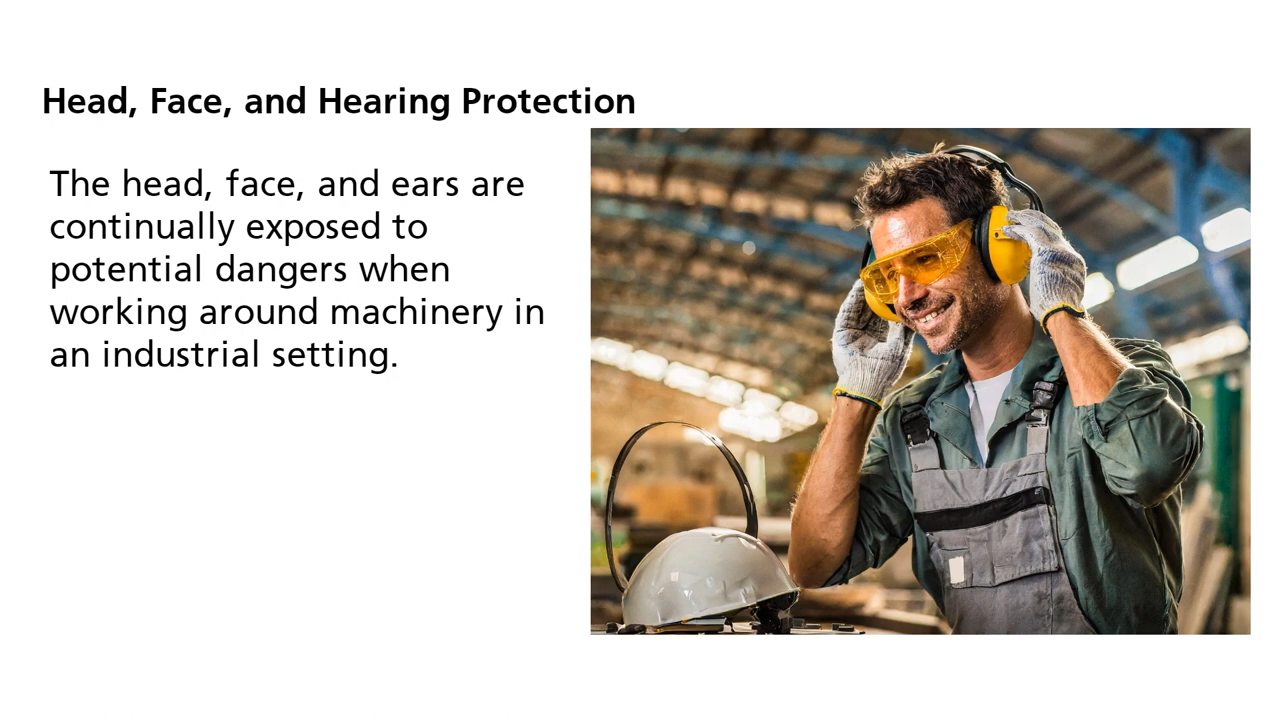 Head, Face, and Hearing Protection
The head, face, and ears are
continually exposed to
potential dangers when
working around machinery in
an industrial setting.